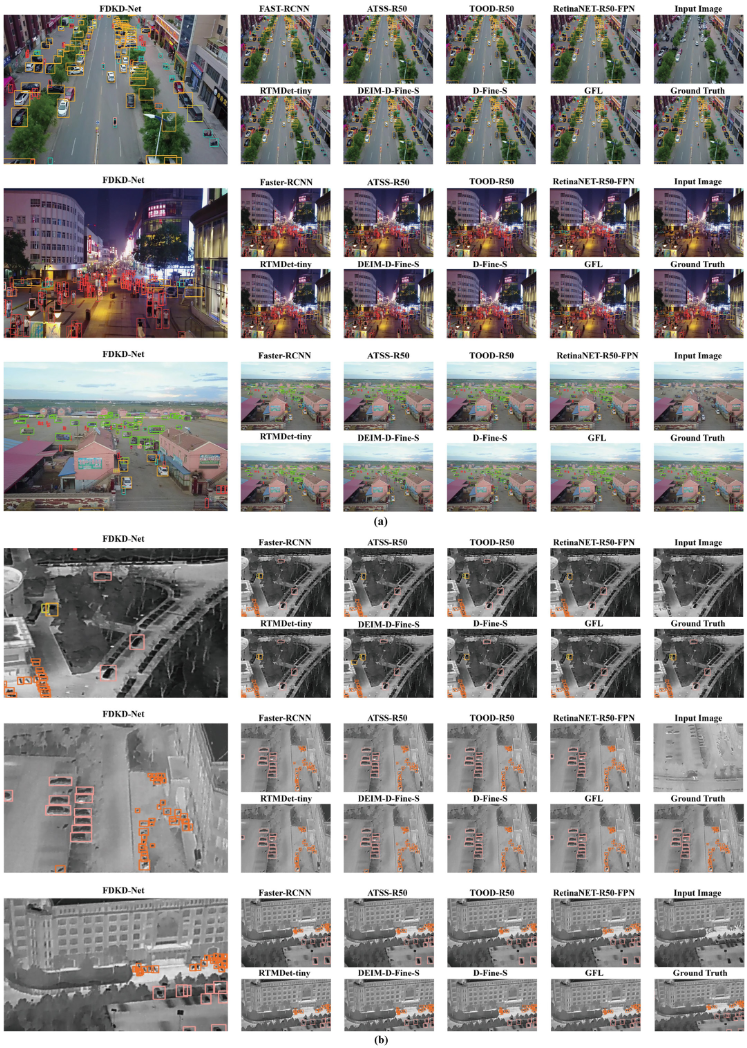 FDKD-Net FAST-RCNN ATSS-R50 TOOD-R50 RetinaNET-R50-FPN Input Image
RTMDet-tiny DEIM-D-Fine-S D-Fine-S GFL Ground Truth
FDKD-Net Faster-RCNN ATSS-R50 TOOD-R50 RetinaNET-R50-FPN Input Image
RTMDet-tiny DEIM-D-Fine-S D-Fine-S GFL Ground Truth
FDKD-Net Faster-RCNN ATSS-R50 TOOD-R50 RetinaNET-R50-FPN Input Image
RTMDet-tiny DEIM-D-Fine-S D-Fine-S GFL Ground Truth
(a)
FDKD-Net Faster-RCNN ATSS-R50 TOOD-R50 RetinaNET-R50-FPN Input Image
RTMDet-tiny DEIM-D-Fine-S D-Fine-S GFL Ground Truth
FDKD-Net Faster-RCNN ATSS-R50 TOOD-R50 RetinaNET-R50-FPN Input Image
RTMDet-tiny DEIM-D-Fine-S D-Fine-S GFL Ground Truth
FDKD-Net Faster-RCNN ATSS-R50 TOOD-R50 RetinaNET-R50-FPN Input Image
RTMDet-tiny DEIM-D-Fine-S D-Fine-S GFL Ground Truth
(b)